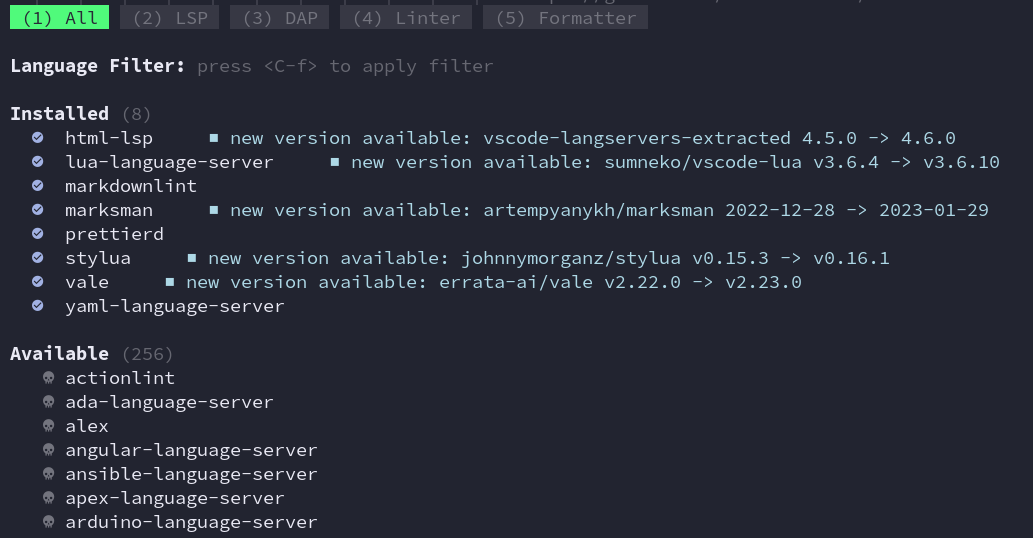 (1) All (2) LSP (3) DAP (4) Linter (5) Formatter
Language Filter: press <C-f> to apply filter
Installed (8)
html-lsp ■ new version available: vscode-langservers-extracted 4.5.0 -> 4.6.0
lua-language-server ■ new version available: sumneko/vscode-lua v3.6.4 -> v3.6.10
markdownlint
marksman ■ new version available: artempyanykh/marksman 2022-12-28 -> 2023-01-29
prettierd
stylua ■ new version available: johnnymorganz/stylua v0.15.3 -> v0.16.1
vale ■ new version available: errata-ai/vale v2.22.0 -> v2.23.0
yaml-language-server
Available (256)
actionlint
ada-language-server
alex
angular-language-server
ansible-language-server
apex-language-server
arduino-language-server